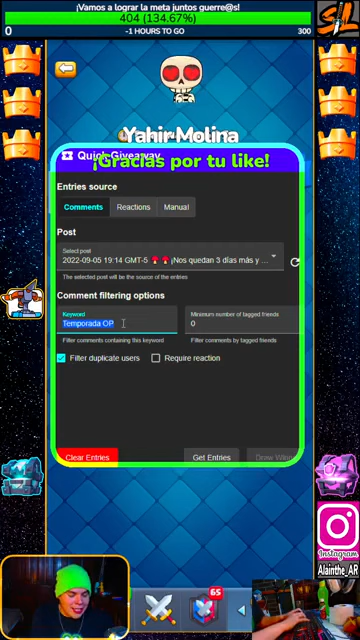 ¡Vamos a lograr la meta juntos guerre@s!
404 (134.67%)
0
-1 HOURS TO GO
300
Yahir Molina
Quick Giveaway
¡Gracias por tu like!
Entries source
Comments
Reactions
Manual
Post
Select post
2022-09-05 19:14 GMT-5 🍄🍄¡Nos quedan 3 días más y ...
The selected post will be the source of the entries
Comment filtering options
Keyword
Temporada OP
Minimum number of tagged friends
0
Filter comments containing this keyword
Filter comments by tagged friends
Filter duplicate users
Require reaction
Clear Entries
Get Entries
Instagram
Alainthe_AR
65